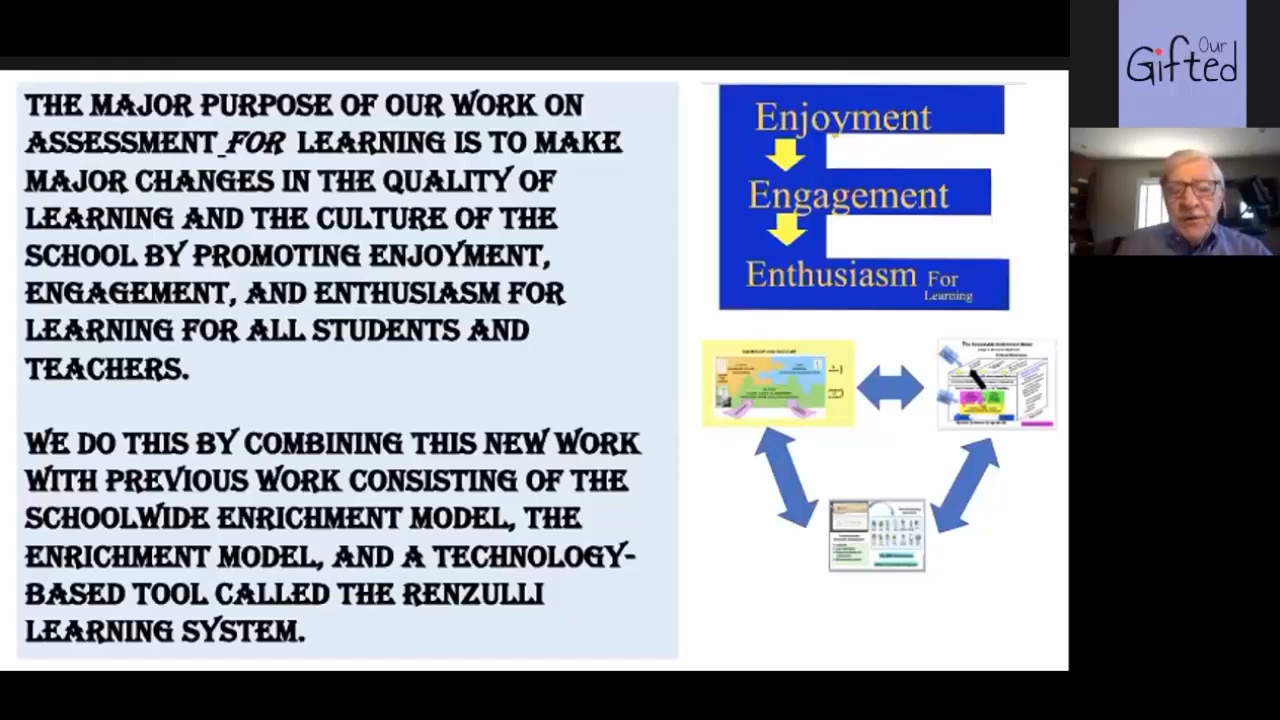 THE MAJOR PURPOSE OF OUR WORK ON
ASSESSMENT FOR LEARNING IS TO MAKE
MAJOR CHANGES IN THE QUALITY OF
LEARNING AND THE CULTURE OF THE
SCHOOL BY PROMOTING ENJOYMENT,
ENGAGEMENT, AND ENTHUSIASM FOR
LEARNING FOR ALL STUDENTS AND
TEACHERS.
WE DO THIS BY COMBINING THIS NEW WORK
WITH PREVIOUS WORK CONSISTING OF THE
SCHOOLWIDE ENRICHMENT MODEL, THE
ENRICHMENT MODEL, AND A TECHNOLOGY-
BASED TOOL CALLED THE RENZULLI
LEARNING SYSTEM.
Enjoyment
Engagement
Enthusiasm For
Learning
Our
Gifted